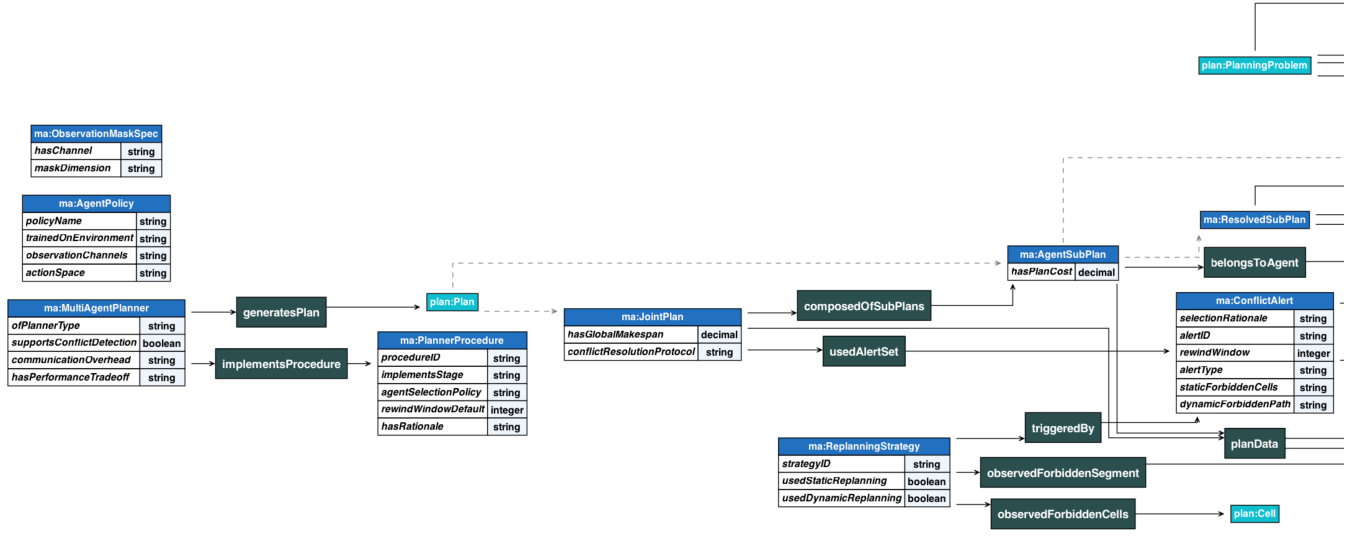 plan:PlanningProblem
ma:ObservationMaskSpec
hasChannel string
maskDimension string
ma:AgentPolicy
policyName string
trainedOnEnvironment string
observationChannels string
actionSpace string
ma:MultiAgentPlanner
ofPlannerType string
supportsConflictDetection boolean
communicationOverhead string
hasPerformanceTradeoff string
generatesPlan
implementsProcedure
plan:Plan
ma:PlannerProcedure
procedureID string
implementsStage string
agentSelectionPolicy string
rewindWindowDefault integer
hasRationale string
ma:JointPlan
hasGlobalMakespan decimal
conflictResolutionProtocol string
composedOfSubPlans
usedAlertSet
ma:AgentSubPlan
hasPlanCost decimal
ma:ResolvedSubPlan
belongsToAgent
ma:ConflictAlert
selectionRationale string
alertID string
rewindWindow integer
alertType string
staticForbiddenCells string
dynamicForbiddenPath string
ma:ReplanningStrategy
strategyID string
usedStaticReplanning boolean
usedDynamicReplanning boolean
triggeredBy
observedForbiddenSegment
observedForbiddenCells
planData
plan:Cell